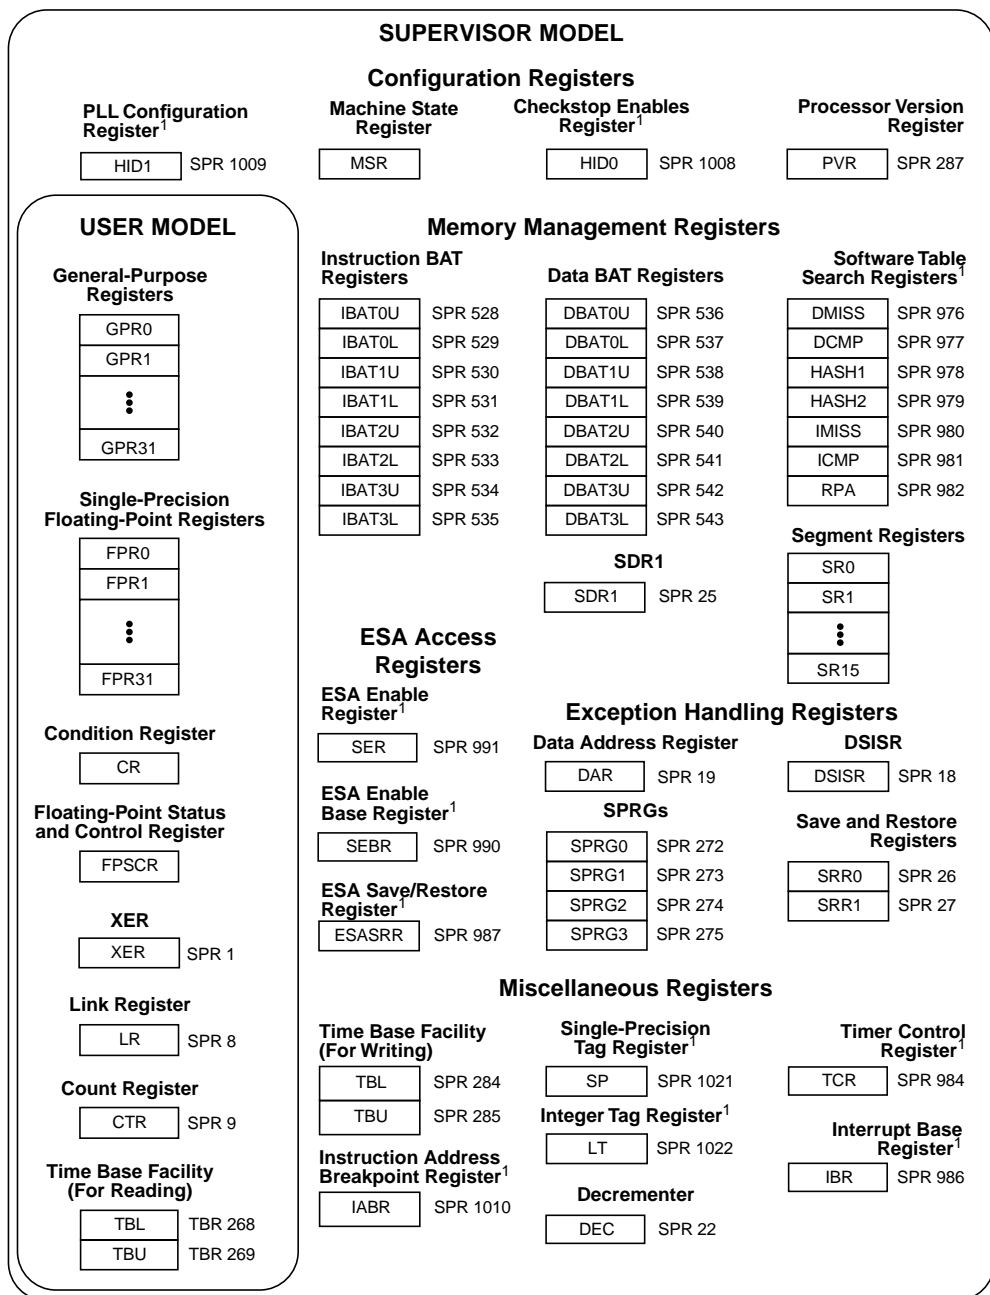 SUPERVISOR MODEL
Configuration Registers
PLL Configuration
Register1
HID1 SPR 1009
Machine State
Register
MSR
Checkstop Enables
Register1
HID0 SPR 1008
Processor Version
Register
PVR SPR 287
USER MODEL
General-Purpose
Registers
GPR0
GPR1
GPR31
Single-Precision
Floating-Point Registers
FPR0
FPR1
FPR31
Condition Register
CR
Floating-Point Status
and Control Register
FPSCR
XER
XER SPR 1
Link Register
LR SPR 8
Count Register
CTR SPR 9
Time Base Facility
(For Reading)
TBL TBR 268
TBU TBR 269
Memory Management Registers
Instruction BAT
Registers
IBAT0U SPR 528
IBAT0L SPR 529
IBAT1U SPR 530
IBAT1L SPR 531
IBAT2U SPR 532
IBAT2L SPR 533
IBAT3U SPR 534
IBAT3L SPR 535
Data BAT Registers
DBAT0U SPR 536
DBAT0L SPR 537
DBAT1U SPR 538
DBAT1L SPR 539
DBAT2U SPR 540
DBAT2L SPR 541
DBAT3U SPR 542
DBAT3L SPR 543
Software Table
Search Registers1
DMISS SPR 976
DCMP SPR 977
HASH1 SPR 978
HASH2 SPR 979
IMISS SPR 980
ICMP SPR 981
RPA SPR 982
SDR1
SDR1 SPR 25
Segment Registers
SR0
SR1
SR15
ESA Access
Registers
ESA Enable
Register1
SER SPR 991
ESA Enable
Base Register1
SEBR SPR 990
ESA Save/Restore
Register1
ESASRR SPR 987
Exception Handling Registers
Data Address Register
DAR SPR 19
DSISR
DSISR SPR 18
SPRGs
SPRG0 SPR 272
SPRG1 SPR 273
SPRG2 SPR 274
SPRG3 SPR 275
Save and Restore
Registers
SRR0 SPR 26
SRR1 SPR 27
Miscellaneous Registers
Time Base Facility
(For Writing)
TBL SPR 284
TBU SPR 285
Instruction Address
Breakpoint Register1
IABR SPR 1010
Single-Precision
Tag Register1
SP SPR 1021
Integer Tag Register1
LT SPR 1022
Decrementer
DEC SPR 22
Timer Control
Register1
TCR SPR 984
Interrupt Base
Register1
IBR SPR 986